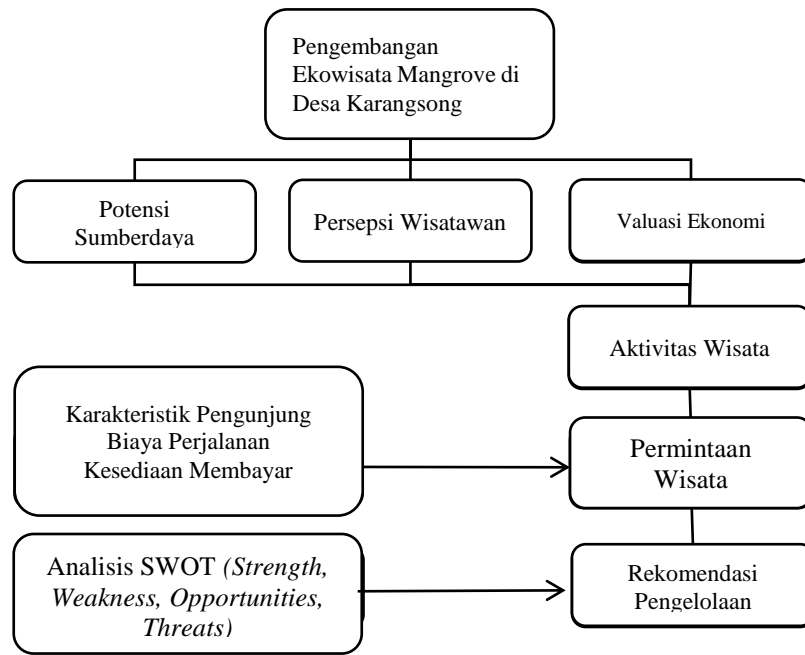 Pengembangan
Ekowisata Mangrove di
Desa Karangsong
Potensi
Sumberdaya
Persepsi Wisatawan
Valuasi Ekonomi
Aktivitas Wisata
Karakteristik Pengunjung
Biaya Perjalanan
Kesediaan Membayar
Permintaan
Wisata
Analisis SWOT (Strength,
Weakness, Opportunities,
Threats)
Rekomendasi
Pengelolaan